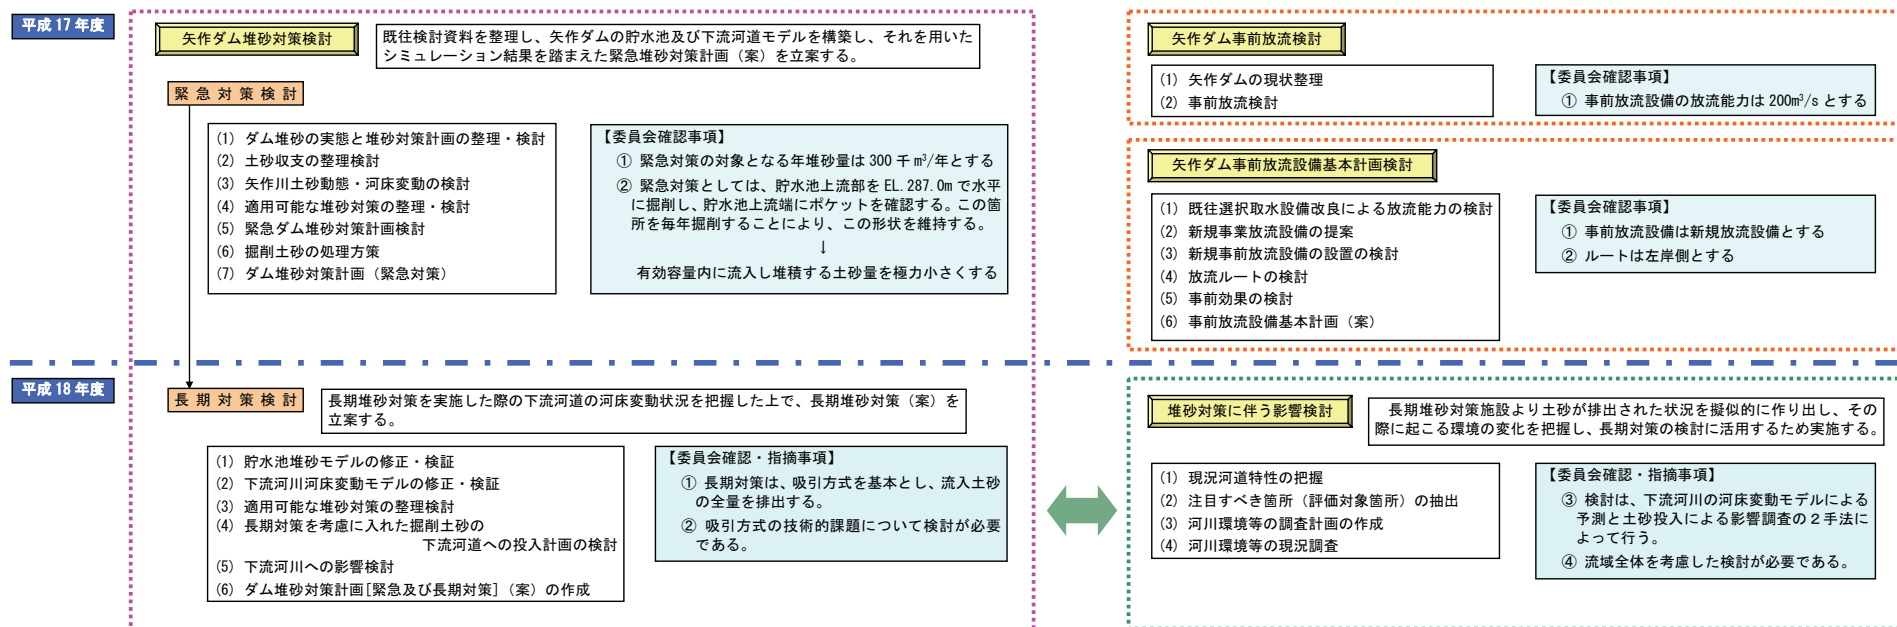 平成17年度
矢作ダム堆砂対策検討
既往検討資料を整理し、矢作ダムの貯水池及び下流河道モデルを構築し、それを用いた
シミュレーション結果を踏まえた緊急堆砂対策計画（案）を立案する。
緊急対策検討
(1) ダム堆砂の実態と堆砂対策計画の整理・検討
(2) 土砂収支の整理検討
(3) 矢作川土砂動態・河床変動の検討
(4) 適用可能な堆砂対策の整理・検討
(5) 緊急ダム堆砂対策計画検討
(6) 掘削土砂の処理方策
(7) ダム堆砂対策計画（緊急対策）
【委員会確認事項】
① 緊急対策の対象となる年堆砂量は300千m³/年とする
② 緊急対策としては、貯水池上流部をEL.287.0mで水平
に掘削し、貯水池上流端にポケットを確認する。この箇
所を毎年掘削することにより、この形状を維持する。
↓
有効容量内に流入し堆積する土砂量を極力小さくする
矢作ダム事前放流検討
(1) 矢作ダムの現状整理
(2) 事前放流検討
【委員会確認事項】
① 事前放流設備の放流能力は200m³/sとする
矢作ダム事前放流設備基本計画検討
(1) 既往選択取水設備改良による放流能力の検討
(2) 新規事業放流設備の提案
(3) 新規事前放流設備の設置の検討
(4) 放流ルートの検討
(5) 事前効果の検討
(6) 事前放流設備基本計画（案）
【委員会確認事項】
① 事前放流設備は新規放流設備とする
② ルートは左岸側とする
平成18年度
長期対策検討
長期堆砂対策を実施した際の下流河道の河床変動状況を把握した上で、長期堆砂対策（案）を
立案する。
(1) 貯水池堆砂モデルの修正・検証
(2) 下流河川河床変動モデルの修正・検証
(3) 適用可能な堆砂対策の整理検討
(4) 長期対策を考慮に入れた掘削土砂の
下流河道への投入計画の検討
(5) 下流河川への影響検討
(6) ダム堆砂対策計画[緊急及び長期対策]（案）の作成
【委員会確認・指摘事項】
① 長期対策は、吸引方式を基本とし、流入土砂
の全量を排出する。
② 吸引方式の技術的課題について検討が必要
である。
堆砂対策に伴う影響検討
長期堆砂対策施設より土砂が排出された状況を擬似的に作り出し、その
際に起こる環境の変化を把握し、長期対策の検討に活用するため実施する。
(1) 現況河道特性の把握
(2) 注目すべき箇所（評価対象箇所）の抽出
(3) 河川環境等の調査計画の作成
(4) 河川環境等の現況調査
【委員会確認・指摘事項】
③ 検討は、下流河川の河床変動モデルによる
予測と土砂投入による影響調査の２手法に
よって行う。
④ 流域全体を考慮した検討が必要である。